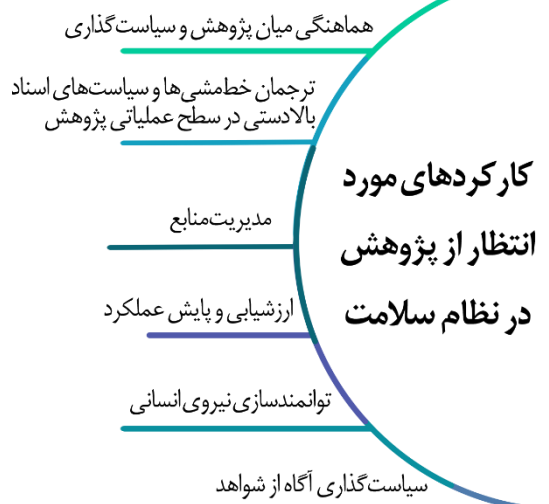 کارکردهای مورد
انتظار از پژوهش
در نظام سلامت
هماهنگی میان پژوهش و سیاست‌گذاری
ترجمان خط‌مشی‌ها و سیاست‌های اسناد
بالادستی در سطح عملیاتی پژوهش
مدیریت‌منابع
ارزشیابی و پایش عملکرد
توانمندسازی نیروی انسانی
سیاست‌گذاری آگاه از شواهد